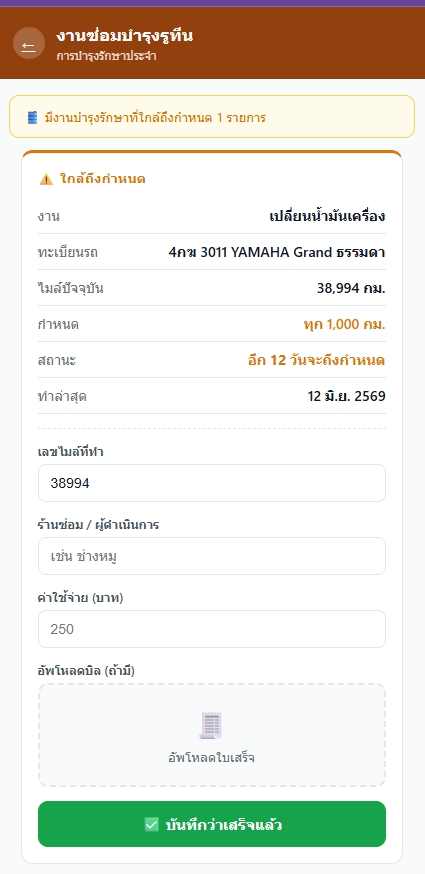 งานซ่อมบำรุงรูทีน
การบำรุงรักษาประจำ
มีงานบำรุงรักษาที่ใกล้ถึงกำหนด 1 รายการ
ใกล้ถึงกำหนด
งาน เปลี่ยนน้ำมันเครื่อง
ทะเบียนรถ 4กฆ 3011 YAMAHA Grand ธรรมดา
ไมล์ปัจจุบัน 38,994 กม.
กำหนด ทุก 1,000 กม.
สถานะ อีก 12 วันจะถึงกำหนด
ทำล่าสุด 12 มิ.ย. 2569
เลขไมล์ที่ทำ
38994
ร้านซ่อม / ผู้ดำเนินการ
เช่น ช่างหมู
ค่าใช้จ่าย (บาท)
250
อัพโหลดบิล (ถ้ามี)
อัพโหลดใบเสร็จ
บันทึกว่าเสร็จแล้ว